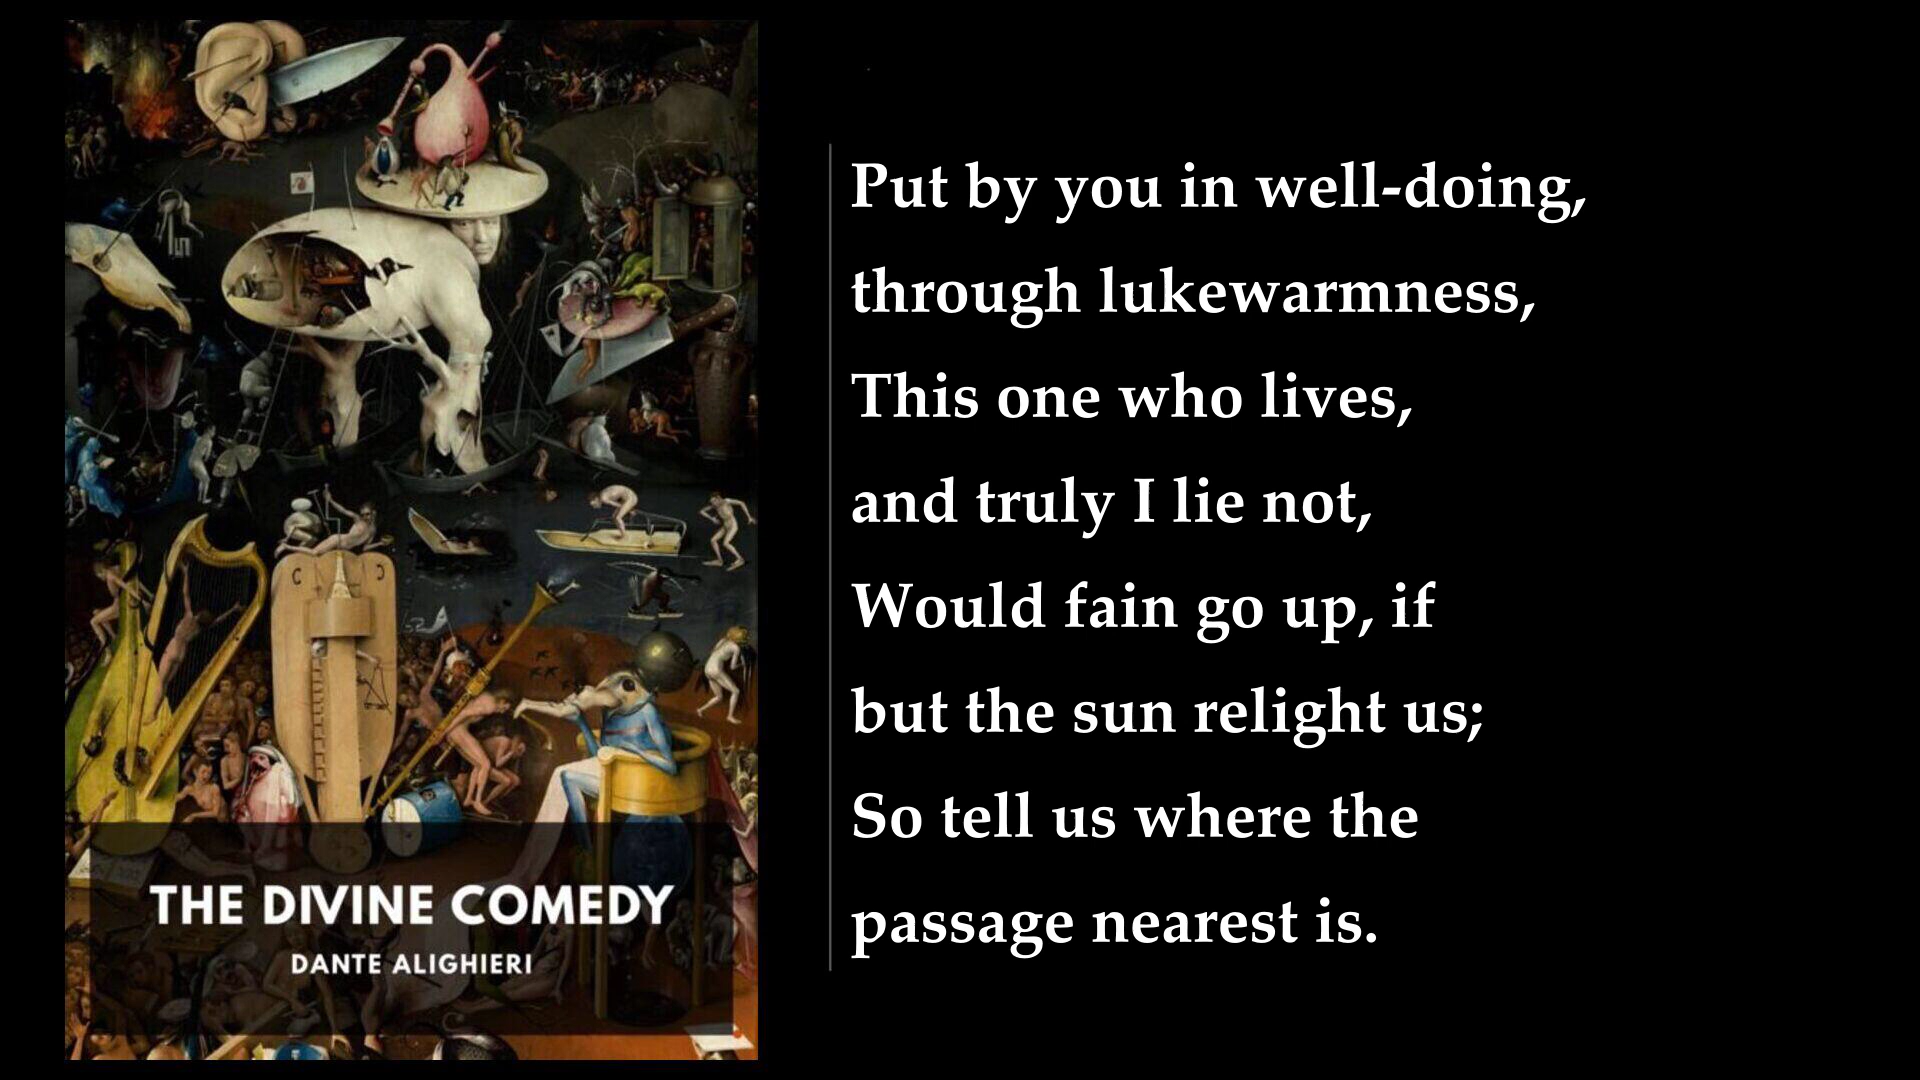 THE DIVINE COMEDY
DANTE ALIGHIERI
Put by you in well-doing,
through lukewarmness,
This one who lives,
and truly I lie not,
Would fain go up, if
but the sun relight us;
So tell us where the
passage nearest is.